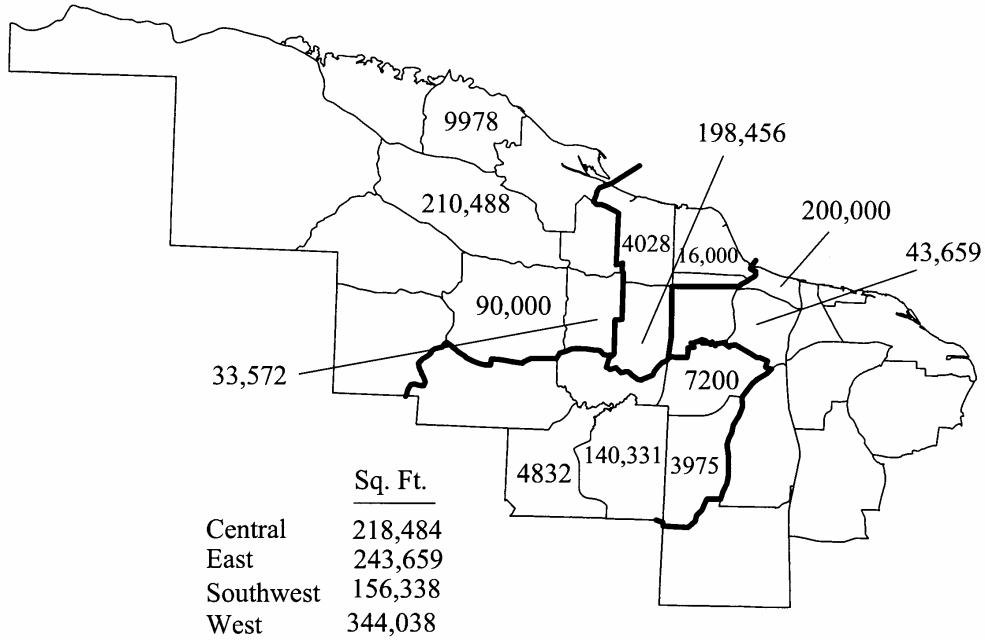 9978
198,456
210,488
200,000
4028
16,000
43,659
90,000
33,572
7200
4832
140,331
3975
Sq. Ft.
Central 218,484
East 243,659
Southwest 156,338
West 344,038